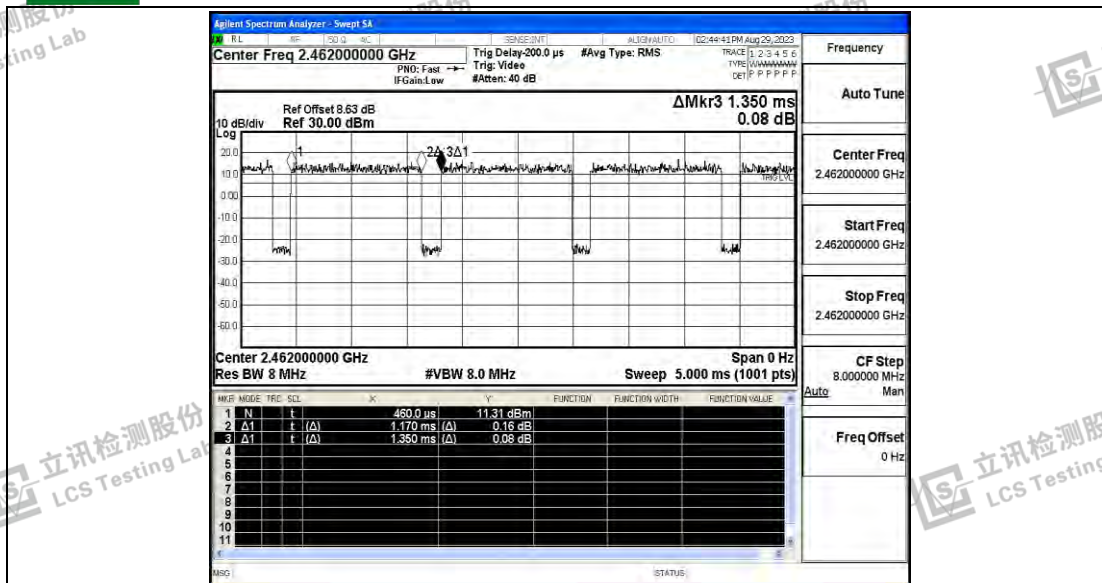 测股份
sting Lab
Agilent Spectrum Analyzer - Swept SA
RL RF 50 Ω AC SENSE:INT ALIGN AUTO 02:44:41 PM Aug 29, 2023
Center Freq 2.462000000 GHz
PNO: Fast
IFGain:Low
Trig Delay-200.0 µs
Trig: Video
#Atten: 40 dB
#Avg Type: RMS
TRACE 1 2 3 4 5 6
TYPE WWWWWW
DET P P P P P P
ΔMkr3 1.350 ms
0.08 dB
Ref Offset 8.63 dB
10 dB/div Ref 30.00 dBm
Log
20.0
10.0
0.00
-10.0
-20.0
-30.0
-40.0
-50.0
-60.0
1
2Δ 3Δ1
TRIG LVL
Center 2.462000000 GHz Span 0 Hz
Res BW 8 MHz #VBW 8.0 MHz Sweep 5.000 ms (1001 pts)
MKR MODE TRC SCL X Y FUNCTION FUNCTION WIDTH FUNCTION VALUE
1 N t 460.0 µs 11.31 dBm
2 Δ1 t (Δ) 1.170 ms (Δ) 0.16 dB
3 Δ1 t (Δ) 1.350 ms (Δ) 0.08 dB
4
5
6
7
8
9
10
11
MSG STATUS
Frequency
Auto Tune
Center Freq
2.462000000 GHz
Start Freq
2.462000000 GHz
Stop Freq
2.462000000 GHz
CF Step
8.000000 MHz
Auto Man
Freq Offset
0 Hz
立讯检测股份
LCS Testing Lab
立讯检测股
LCS Testing